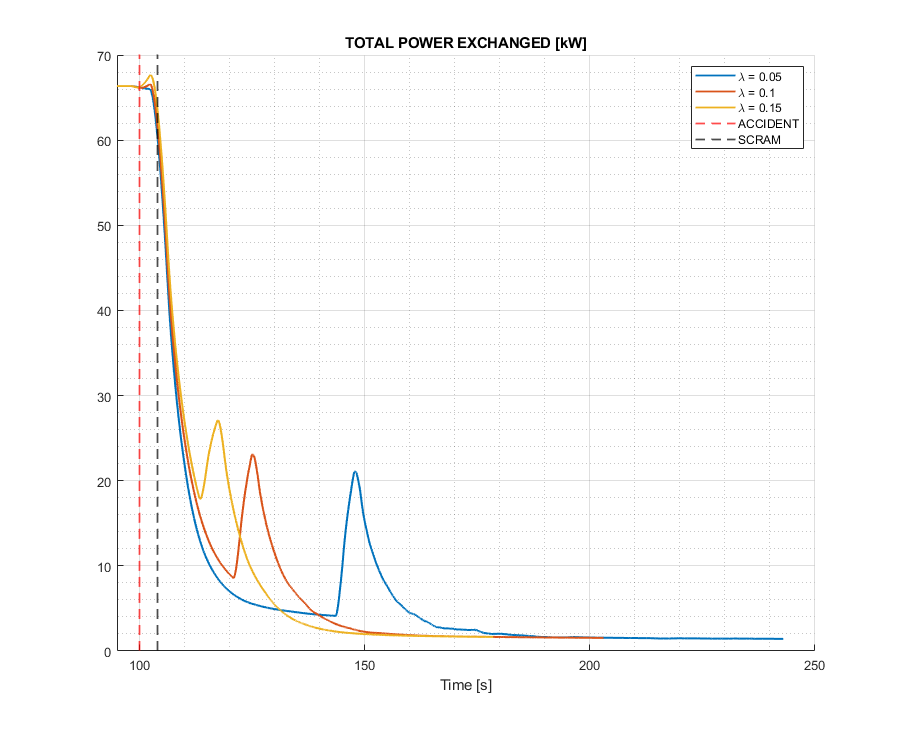 TOTAL POWER EXCHANGED [kW]
70
60
50
40
30
20
10
0
λ = 0.05
λ = 0.1
λ = 0.15
ACCIDENT
SCRAM
100
150
200
250
Time [s]